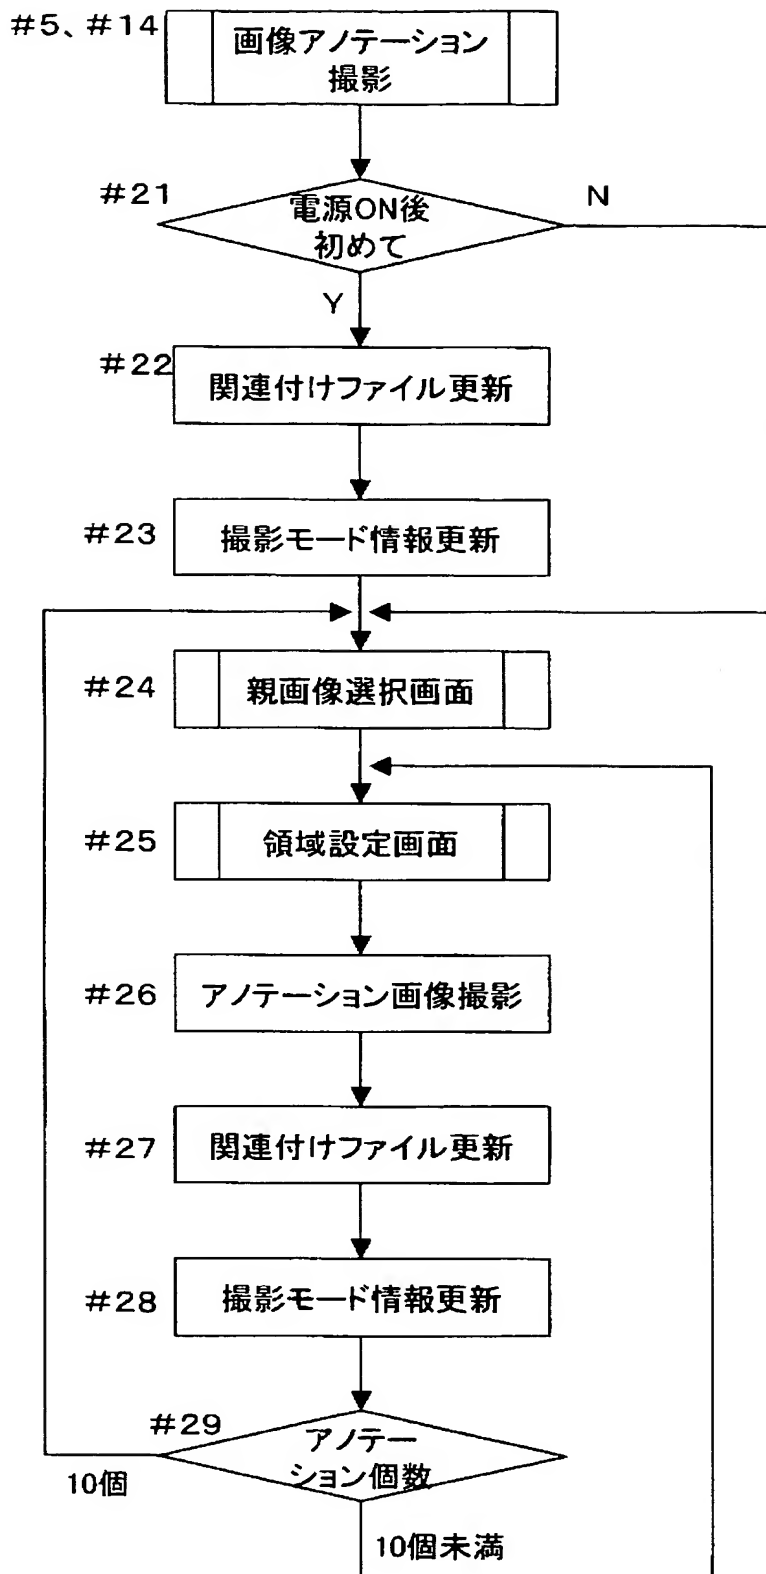 #5、#14
画像アノテーション
撮影
#21
電源ON後
初めて
N
Y
#22
関連付けファイル更新
#23
撮影モード情報更新
#24
親画像選択画面
#25
領域設定画面
#26
アノテーション画像撮影
#27
関連付けファイル更新
#28
撮影モード情報更新
#29
アノテー
ション個数
10個
10個未満